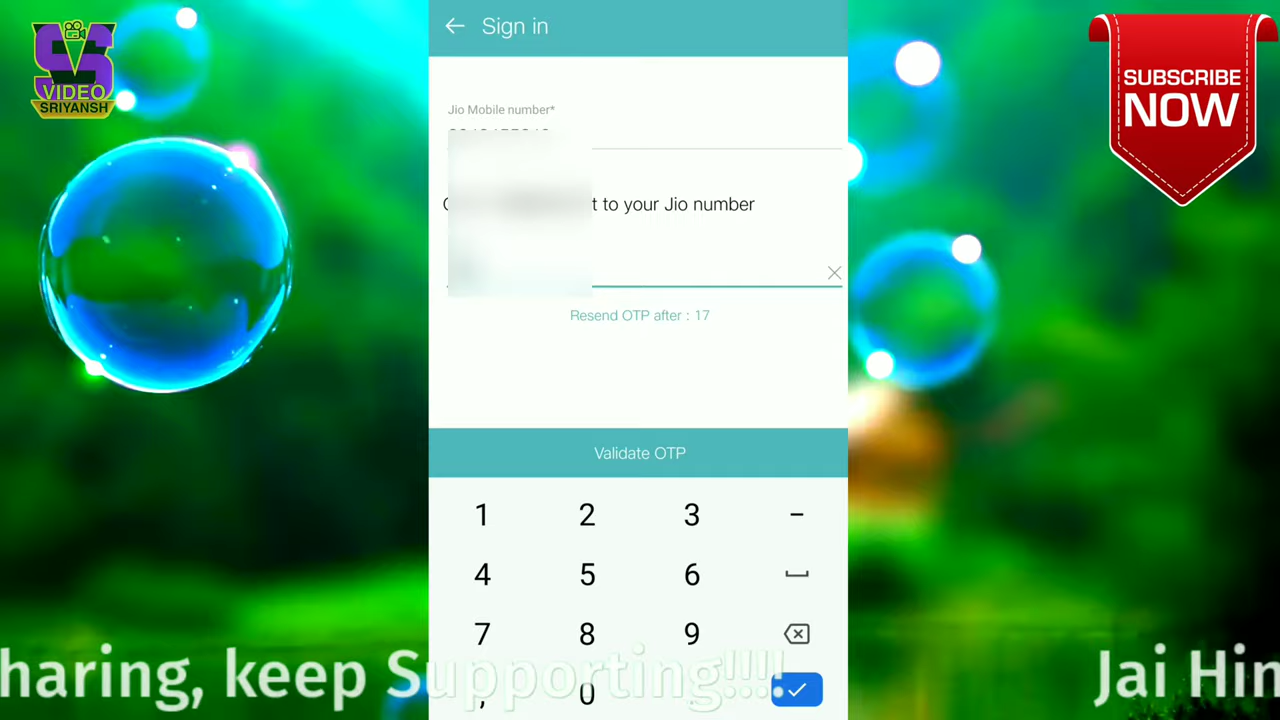 VIDEO
SRIYANSH
← Sign in
Jio Mobile number*
t to your Jio number
Resend OTP after : 17
Validate OTP
1 2 3 -
4 5 6
7 8 9
, 0 .
haring, keep Supporting!!!!
Jai Hin
SUBSCRIBE
NOW